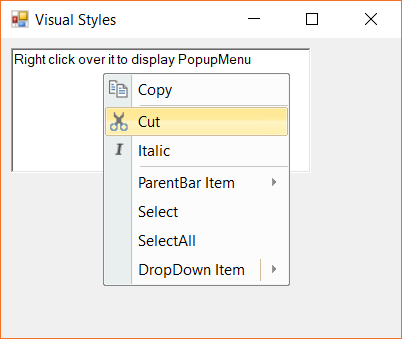 Visual Styles
Right click over it to display PopupMenu
Copy
Cut
Italic
ParentBar Item
Select
SelectAll
DropDown Item